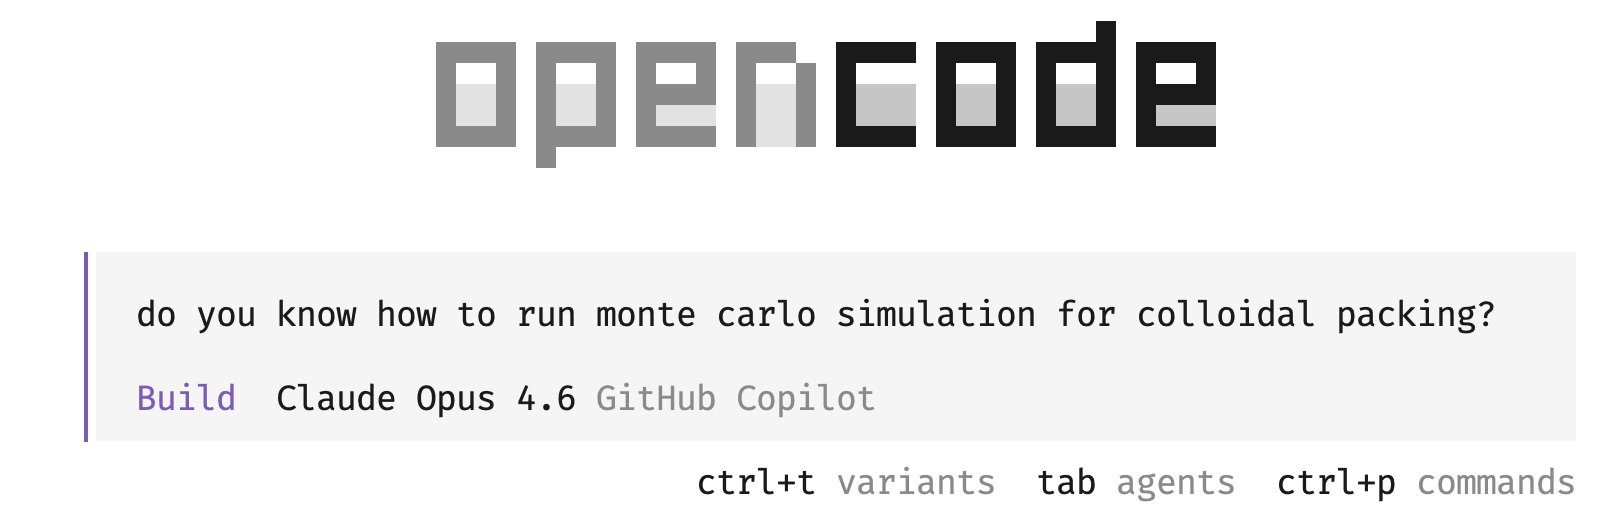 opencode
do you know how to run monte carlo simulation for colloidal packing?
Build Claude Opus 4.6 GitHub Copilot
ctrl+t variants tab agents ctrl+p commands